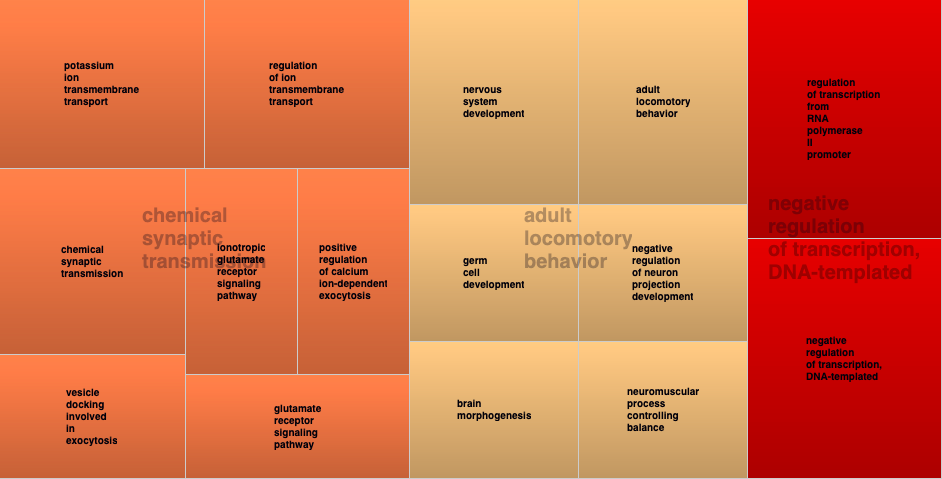 potassium
ion
transmembrane
transport
regulation
of ion
transmembrane
transport
nervous
system
development
adult
locomotory
behavior
regulation
of transcription
from
RNA
polymerase
II
promoter
chemical
synaptic
transmission
chemical
synaptic
transmission
ionotropic
glutamate
receptor
signaling
pathway
positive
regulation
of calcium
ion-dependent
exocytosis
adult
locomotory
behavior
germ
cell
development
negative
regulation
of neuron
projection
development
negative
regulation
of transcription,
DNA-templated
vesicle
docking
involved
in
exocytosis
glutamate
receptor
signaling
pathway
brain
morphogenesis
neuromuscular
process
controlling
balance
negative
regulation
of transcription,
DNA-templated